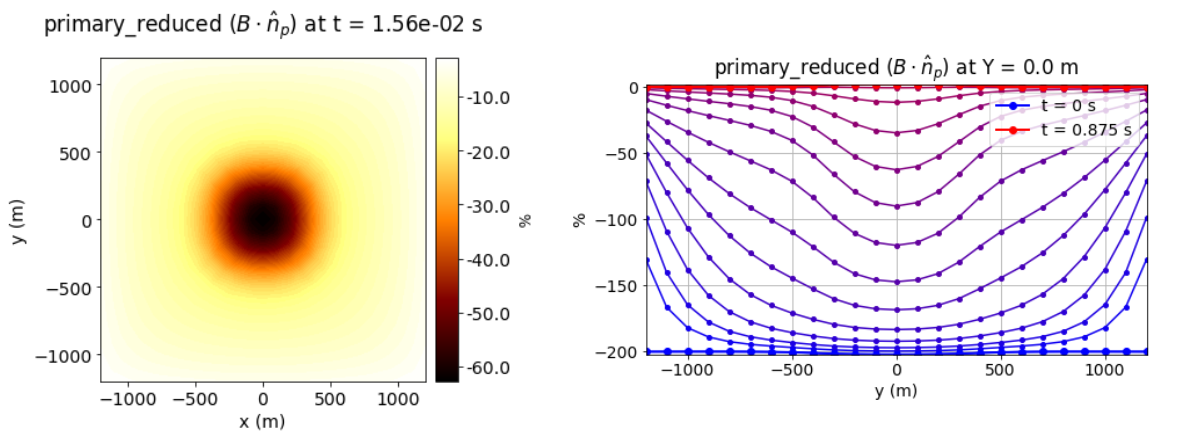 primary_reduced (B · n̂ₚ) at t = 1.56e-02 s
1000
500
0
−500
−1000
y (m)
−1000 −500 0 500 1000
x (m)
-10.0
-20.0
-30.0
-40.0
-50.0
-60.0
%
primary_reduced (B · n̂ₚ) at Y = 0.0 m
0
−50
−100
−150
−200
%
t = 0 s
t = 0.875 s
−1000 −500 0 500 1000
y (m)